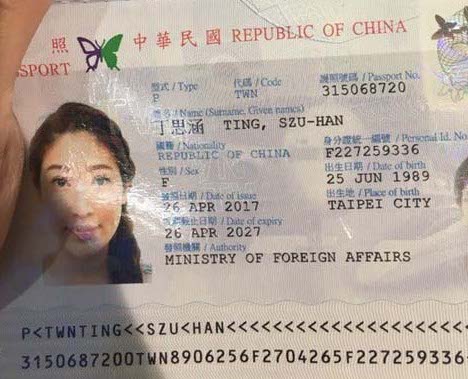 照 中華民國 REPUBLIC OF CHINA
SSPORT
型式 / Type 代碼 / Code 護照號碼 / Passport No.
P TWN 315068720
姓名 / Name (Surname, Given names)
丁思涵 TING, SZU-HAN
國籍 / Nationality 身分證統一編號 / Personal Id. No
REPUBLIC OF CHINA F227259336
性別 / Sex 出生日期 / Date of birth
F 25 JUN 1989
發照日期 / Date of issue 出生地 / Place of birth
26 APR 2017 TAIPEI CITY
效期截止日期 / Date of expiry
26 APR 2027
發照機關 / Authority
MINISTRY OF FOREIGN AFFAIRS
P<TWNTING<<SZU<HAN<<<<<<<<<<<<<<<<<<<<<
3150687200TWN8906256F2704265F227259336<